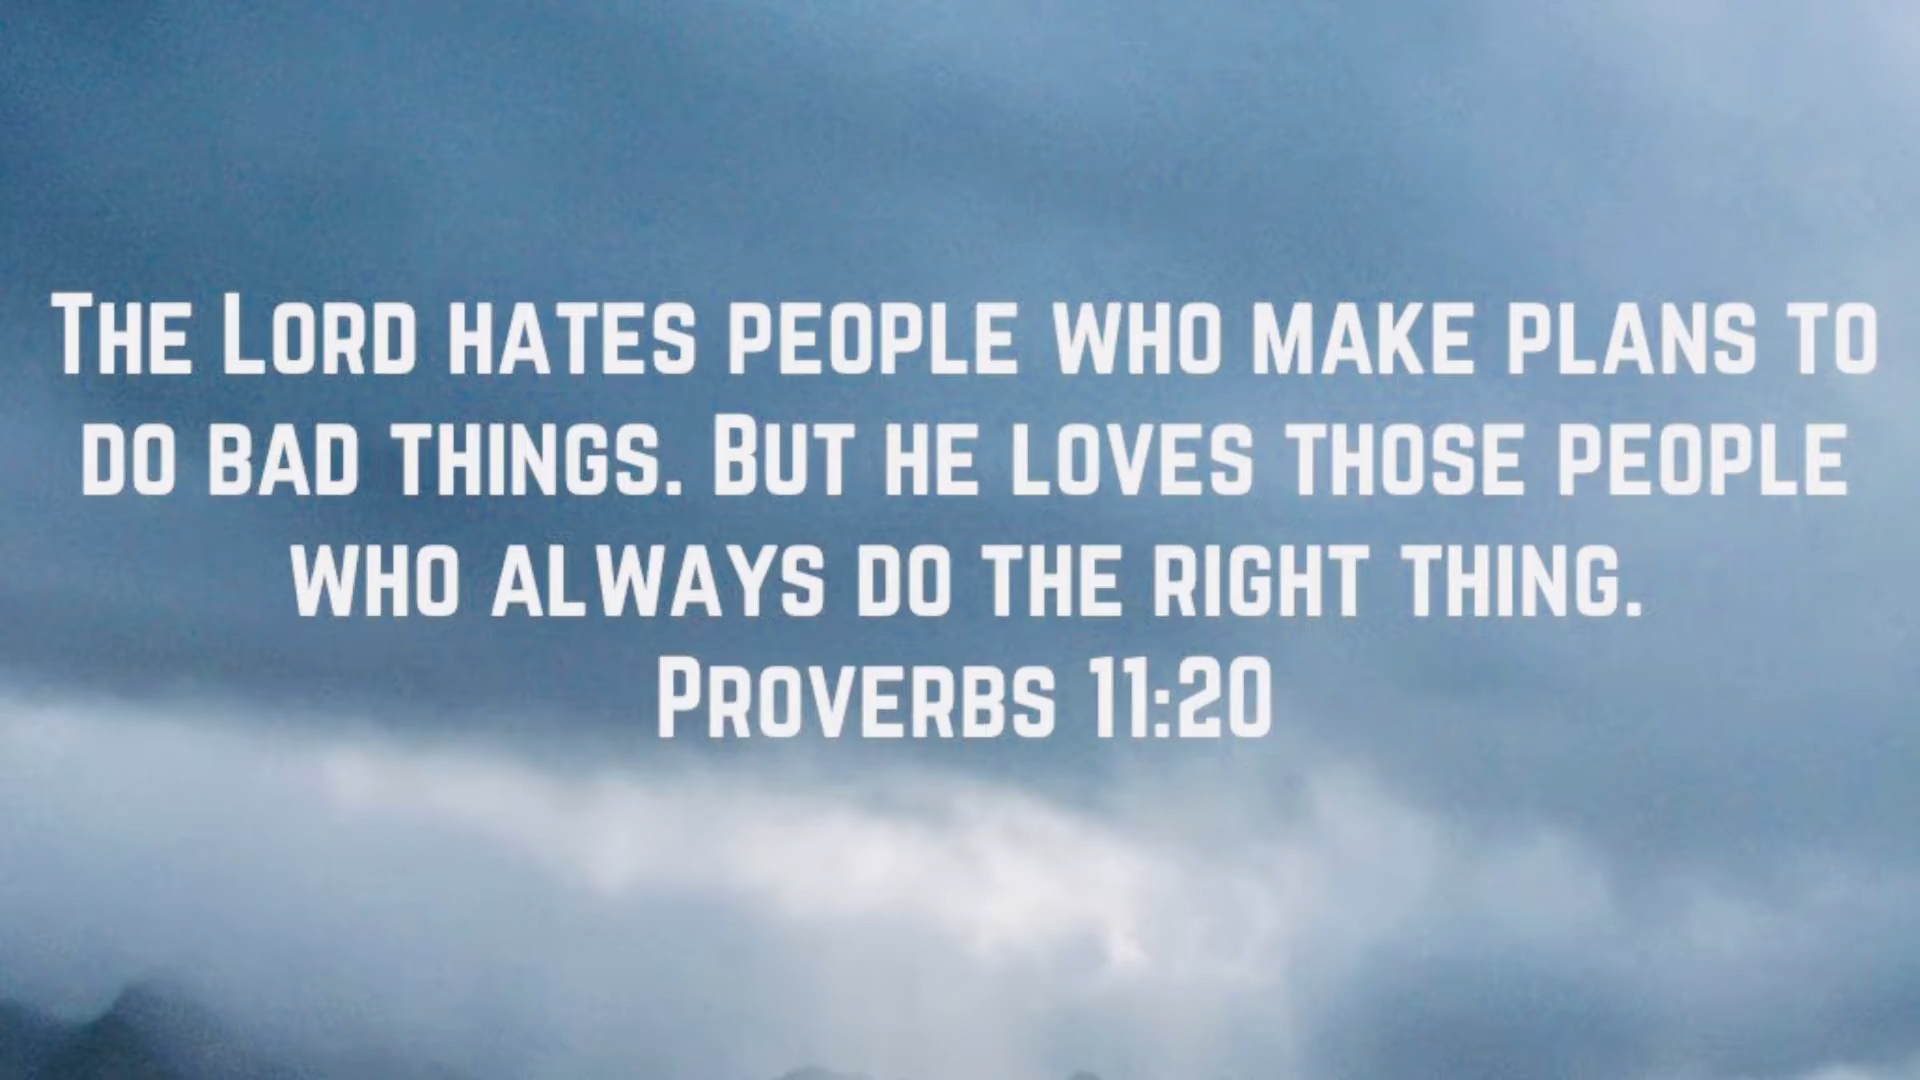 The Lord hates people who make plans to
do bad things. But he loves those people
who always do the right thing.
Proverbs 11:20